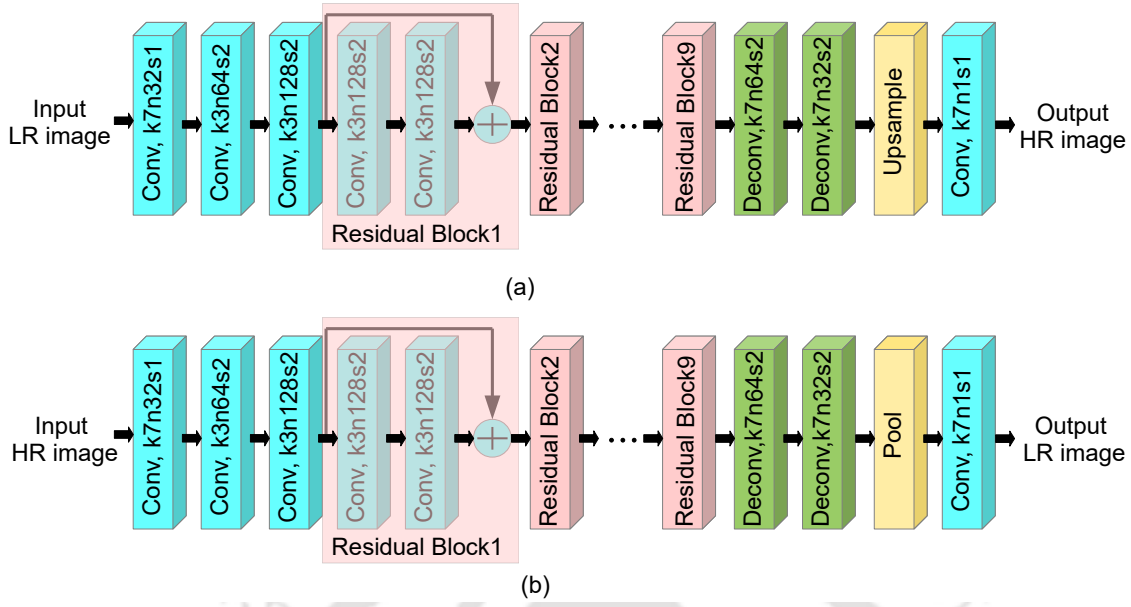 Input
LR image
Conv, k7n32s1
Conv, k3n64s2
Conv, k3n128s2
Conv, k3n128s2
Conv, k3n128s2
Residual Block1
Residual Block2
Residual Block9
Deconv,k7n64s2
Deconv,k7n32s2
Upsample
Conv, k7n1s1
Output
HR image
(a)
Input
HR image
Conv, k7n32s1
Conv, k3n64s2
Conv, k3n128s2
Conv, k3n128s2
Conv, k3n128s2
Residual Block1
Residual Block2
Residual Block9
Deconv,k7n64s2
Deconv,k7n32s2
Pool
Conv, k7n1s1
Output
LR image
(b)